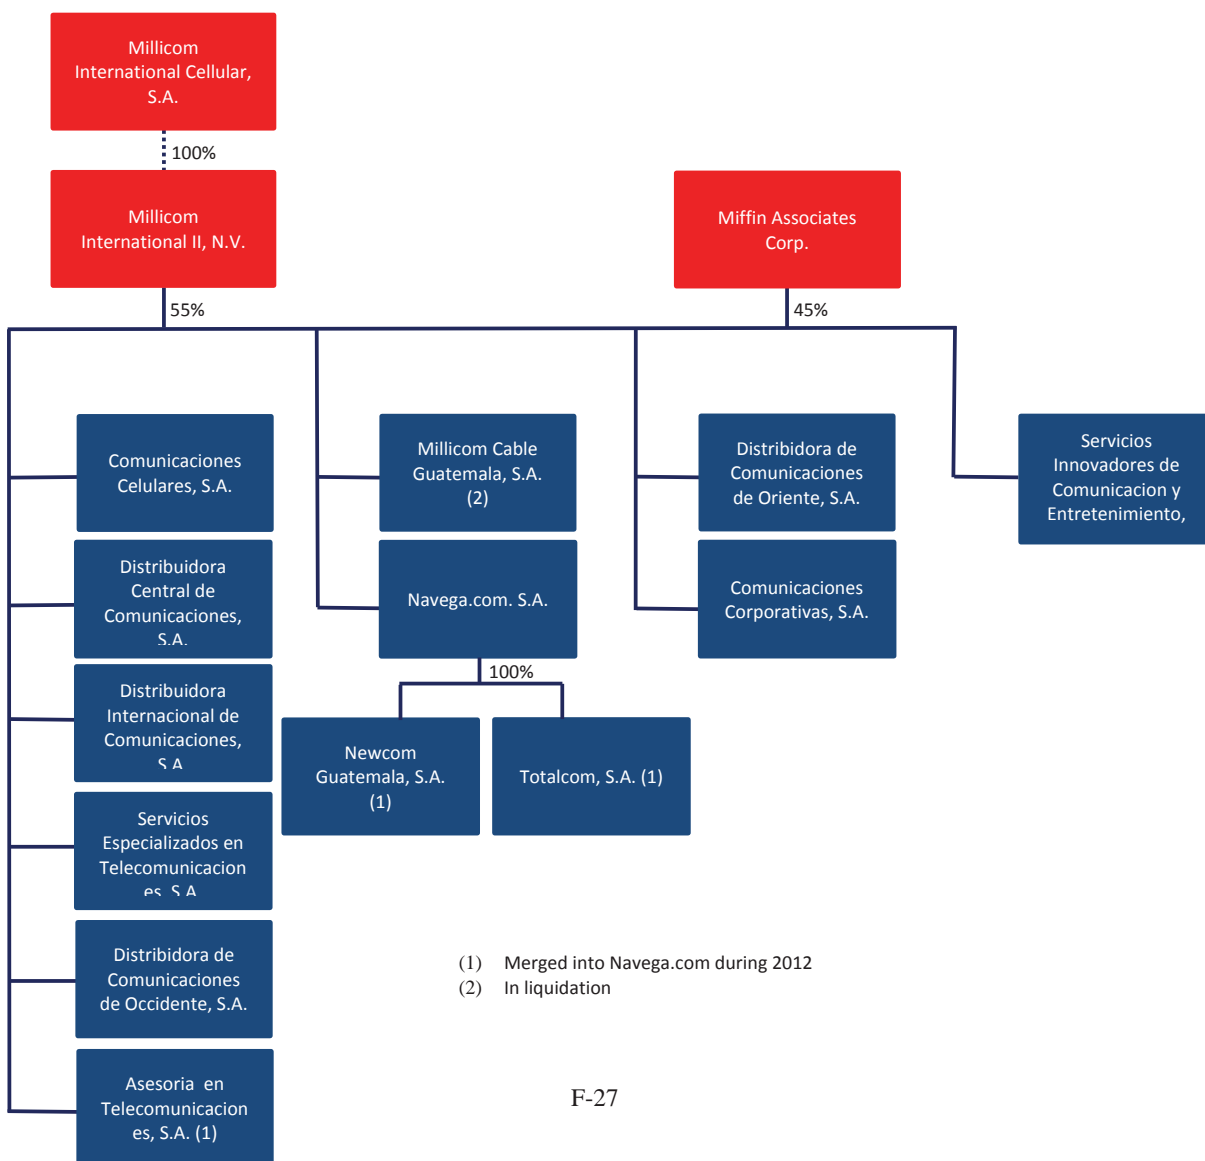 Millicom
International Cellular,
S.A.
100%
Millicom
International II, N.V.
Miffin Associates
Corp.
55%
45%
Comunicaciones
Celulares, S.A.
Millicom Cable
Guatemala, S.A.
(2)
Distribidora de
Comunicaciones
de Oriente, S.A.
Servicios
Innovadores de
Comunicacion y
Entretenimiento,
Distribuidora
Central de
Comunicaciones,
S.A.
Navega.com. S.A.
Comunicaciones
Corporativas, S.A.
100%
Distribuidora
Internacional de
Comunicaciones,
S.A
Newcom
Guatemala, S.A.
(1)
Totalcom, S.A. (1)
Servicios
Especializados en
Telecomunicacion
es, S.A
Distribidora de
Comunicaciones
de Occidente, S.A.
(1) Merged into Navega.com during 2012
(2) In liquidation
Asesoria en
Telecomunicacion
es, S.A. (1)
F-27